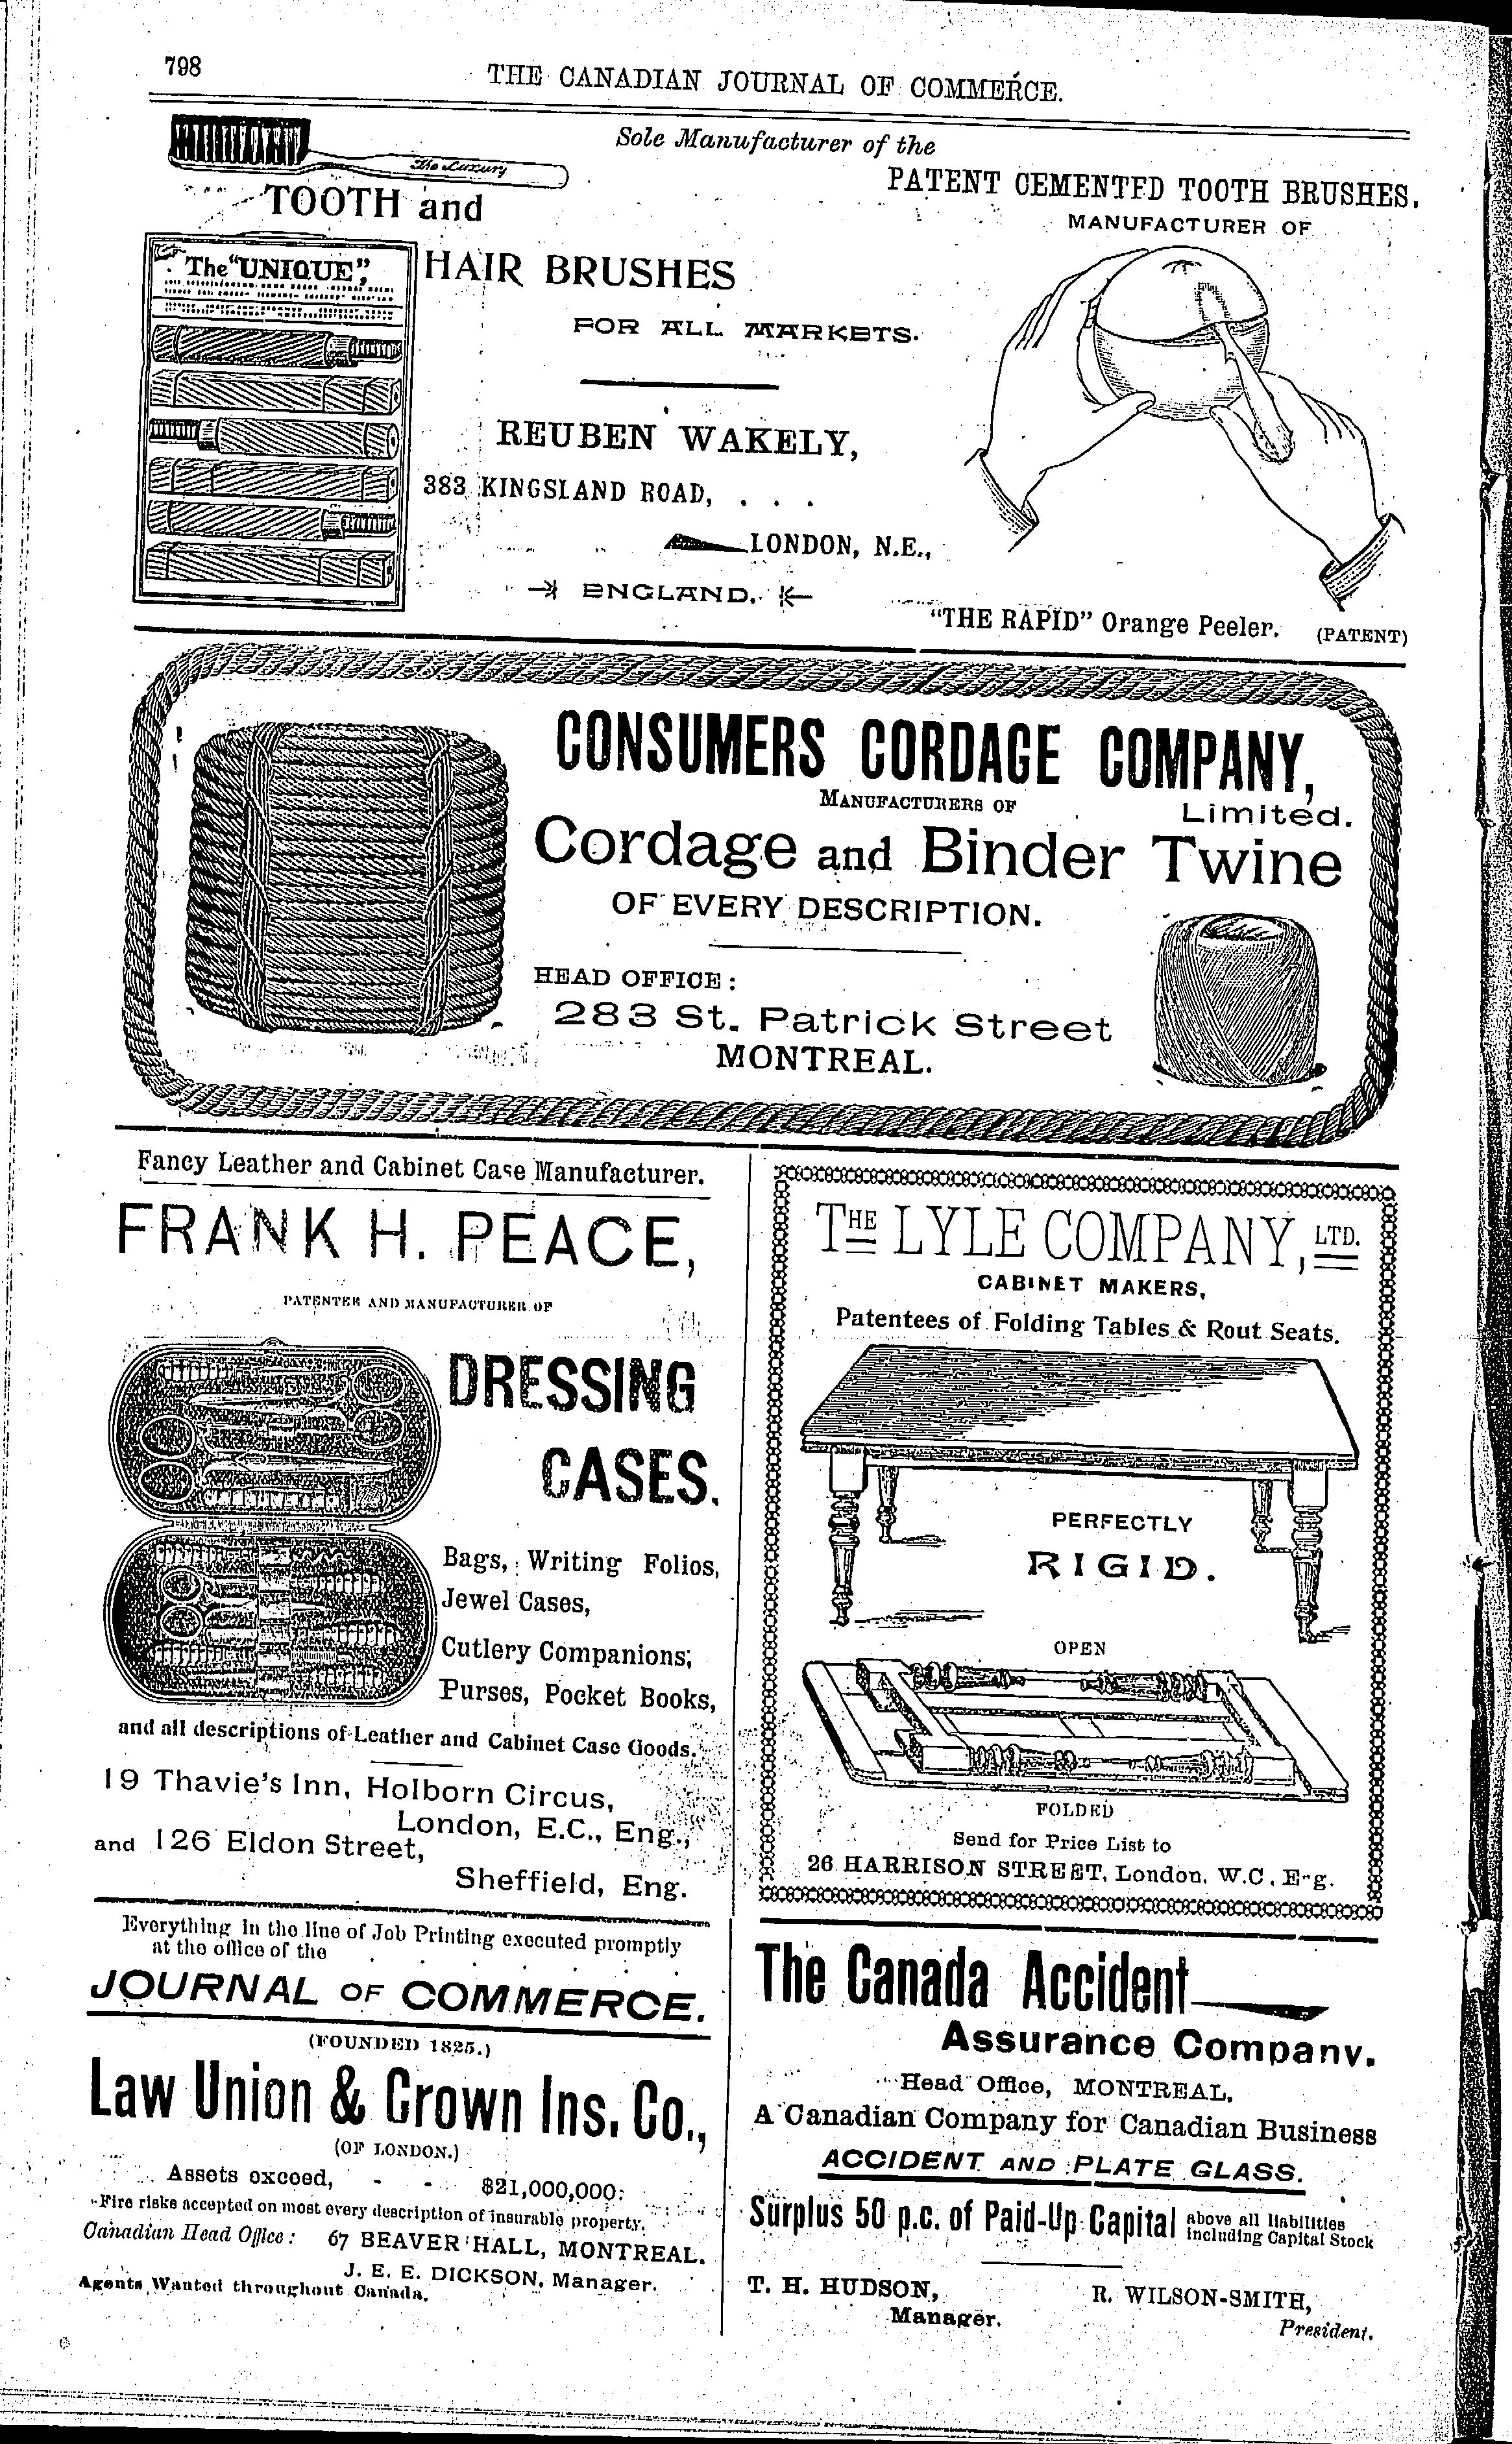 798
THE CANADIAN JOURNAL OF COMMERCE.
Sole Manufacturer of the
PATENT CEMENTED TOOTH BRUSHES.
MANUFACTURER OF
The Luxury
TOOTH and
HAIR BRUSHES
FOR ALL MARKETS.
The "UNIQUE",
REUBEN WAKELY,
383 KINGSLAND ROAD, . . .
LONDON, N.E.,
ENGLAND.
"THE RAPID" Orange Peeler. (PATENT)
CONSUMERS CORDAGE COMPANY,
MANUFACTURERS OF Limited.
Cordage and Binder Twine
OF EVERY DESCRIPTION.
HEAD OFFICE:
283 St. Patrick Street
MONTREAL.
Fancy Leather and Cabinet Case Manufacturer.
FRANK H. PEACE,
PATENTEE AND MANUFACTURER OF
DRESSING
CASES.
Bags, Writing Folios,
Jewel Cases,
Cutlery Companions;
Purses, Pocket Books,
and all descriptions of Leather and Cabinet Case Goods.
19 Thavie's Inn, Holborn Circus,
London, E.C., Eng.,
and 126 Eldon Street,
Sheffield, Eng.
THE LYLE COMPANY, LTD.
CABINET MAKERS,
Patentees of Folding Tables & Rout Seats.
PERFECTLY
RIGID.
OPEN
FOLDED
Send for Price List to
26 HARRISON STREET, London, W.C., Eng.
Everything in the line of Job Printing executed promptly
at the office of the
JOURNAL OF COMMERCE.
(FOUNDED 1825.)
Law Union & Crown Ins. Co.,
(OF LONDON.)
Assets exceed, - - $21,000,000:
Fire risks accepted on most every description of insurable property.
Canadian Head Office: 67 BEAVER HALL, MONTREAL.
J. E. E. DICKSON, Manager.
Agents Wanted throughout Canada.
The Canada Accident
Assurance Company.
Head Office, MONTREAL,
A Canadian Company for Canadian Business
ACCIDENT AND PLATE GLASS.
Surplus 50 p.c. of Paid-Up Capital above all liabilities
including Capital Stock
T. H. HUDSON,
Manager.
R. WILSON-SMITH,
President.